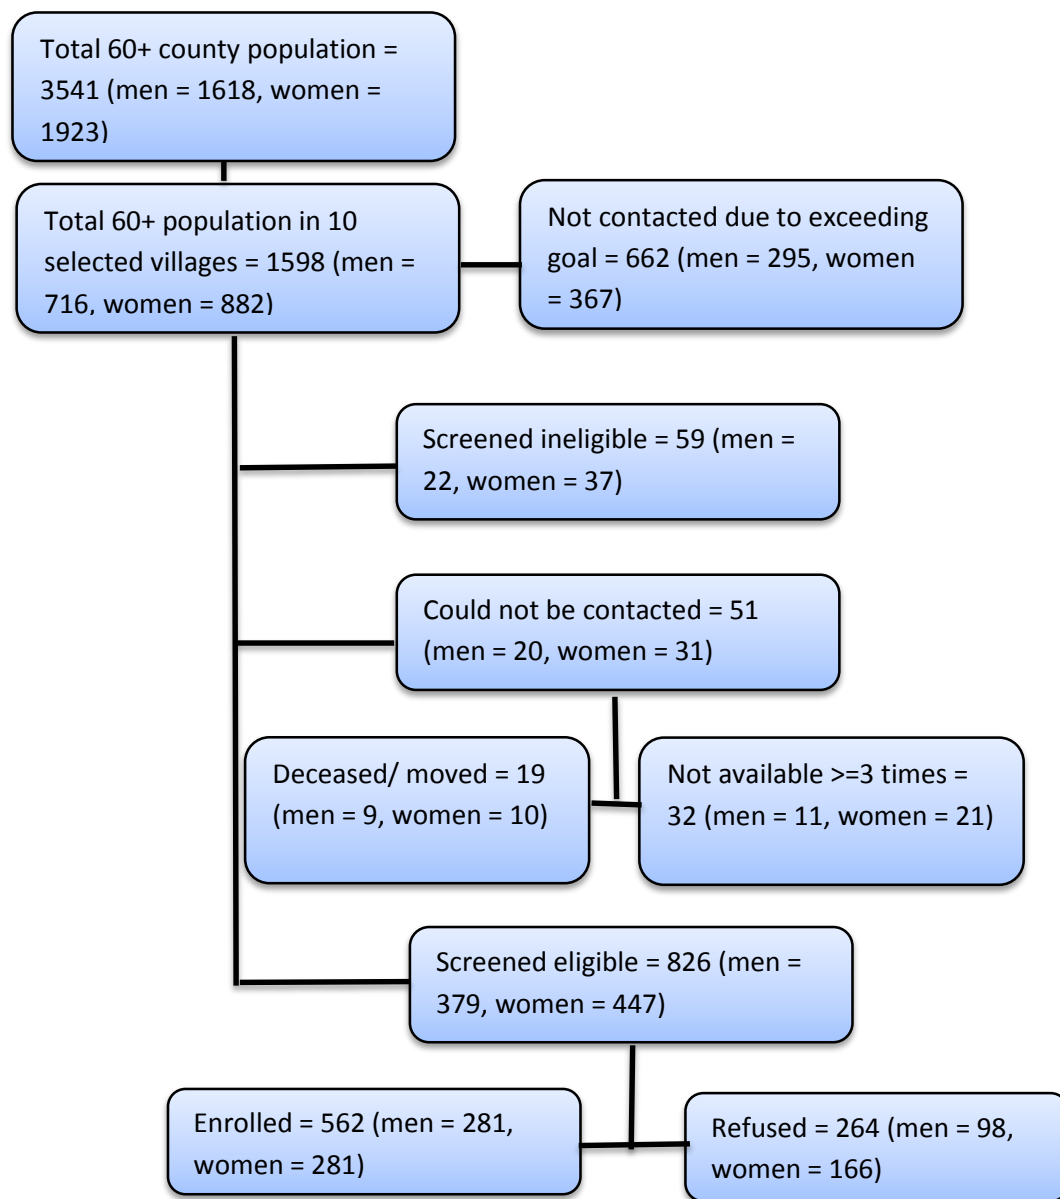 Total 60+ county population =
3541 (men = 1618, women =
1923)
Total 60+ population in 10
selected villages = 1598 (men =
716, women = 882)
Not contacted due to exceeding
goal = 662 (men = 295, women
= 367)
Screened ineligible = 59 (men =
22, women = 37)
Could not be contacted = 51
(men = 20, women = 31)
Deceased/ moved = 19
(men = 9, women = 10)
Not available >=3 times =
32 (men = 11, women = 21)
Screened eligible = 826 (men =
379, women = 447)
Enrolled = 562 (men = 281,
women = 281)
Refused = 264 (men = 98,
women = 166)